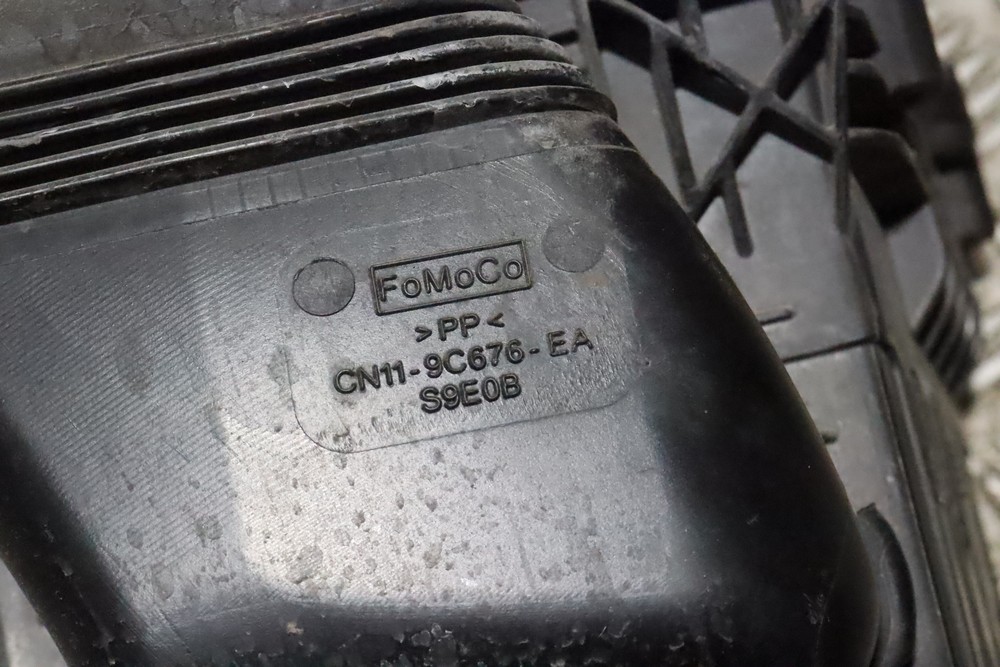 FoMoCo
>PP<
CN11-9C676-EA
S9E0B